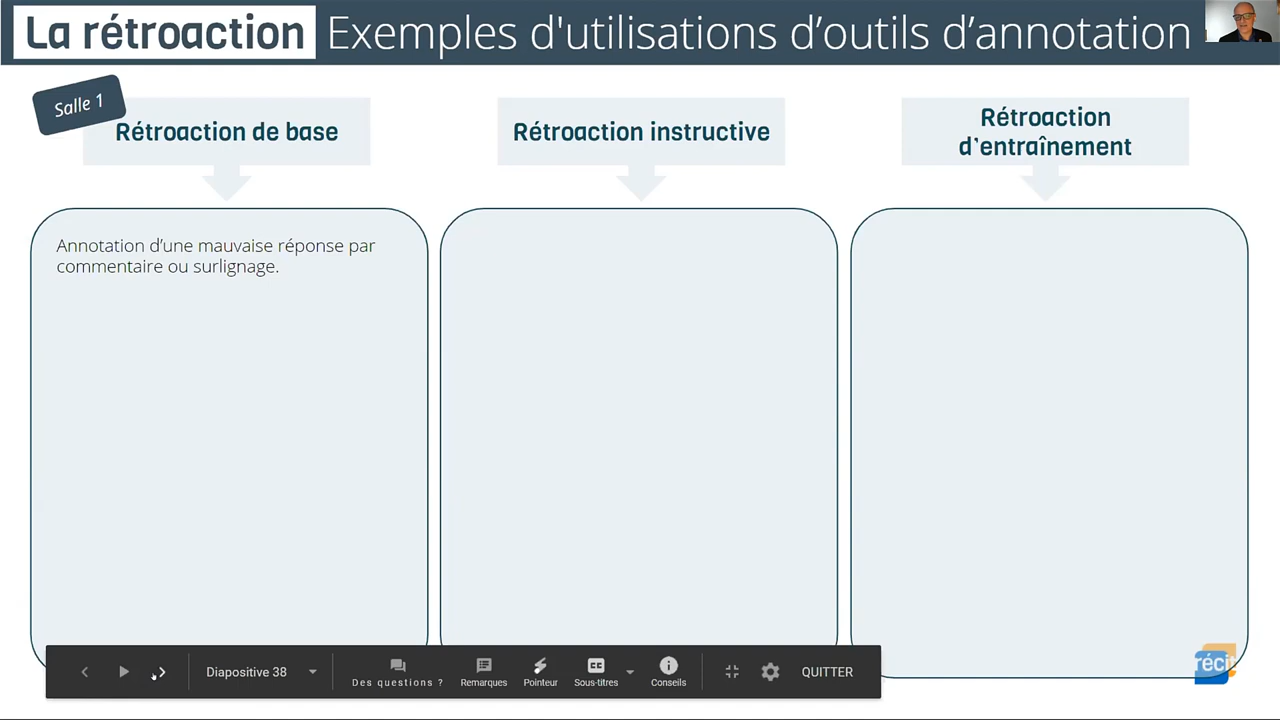 La rétroaction Exemples d'utilisations d’outils d’annotation
Salle 1
Rétroaction de base
Rétroaction instructive
Rétroaction
d’entraînement
Annotation d’une mauvaise réponse par
commentaire ou surlignage.
Diapositive 38
Des questions ?
Remarques
Pointeur
Sous-titres
Conseils
QUITTER
récit